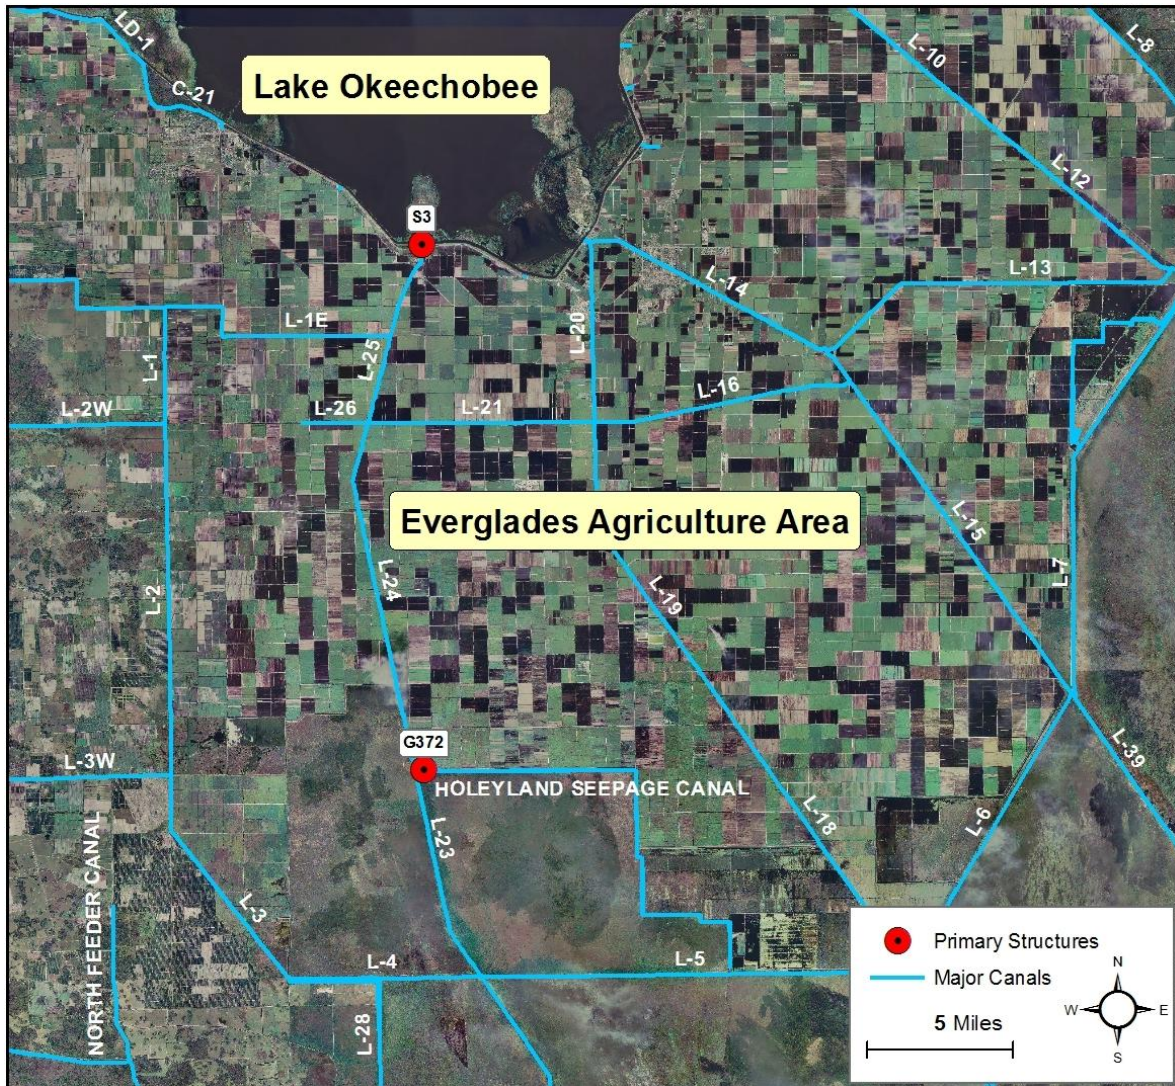 LD-1
C-21
Lake Okeechobee
L-10
L-8
L-12
S3
L-13
L-14
L-20
L-1E
L-25
L-1
L-16
L-2W
L-26
L-21
Everglades Agriculture Area
L-15
L-7
L-24
L-19
L-2
G372
L-39
L-3W
HOLEYLAND SEEPAGE CANAL
L-23
L-18
L-6
NORTH FEEDER CANAL
L-3
L-4
L-5
L-28
Primary Structures
Major Canals
5 Miles
N
W
E
S